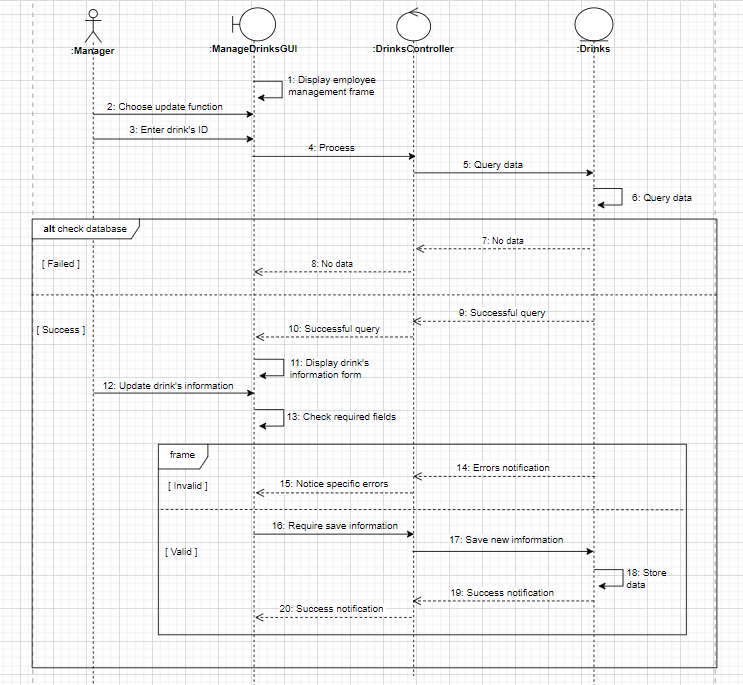 :Manager
:ManageDrinksGUI
:DrinksController
:Drinks
1: Display employee
management frame
2: Choose update function
3: Enter drink's ID
4: Process
5: Query data
6: Query data
alt check database
7: No data
[ Failed ]
8: No data
9: Successful query
[ Success ]
10: Successful query
11: Display drink's
information form
12: Update drink's information
13: Check required fields
frame
14: Errors notification
[ Invalid ]
15: Notice specific errors
16: Require save information
17: Save new imformation
[ Valid ]
18: Store
data
19: Success notification
20: Success notification